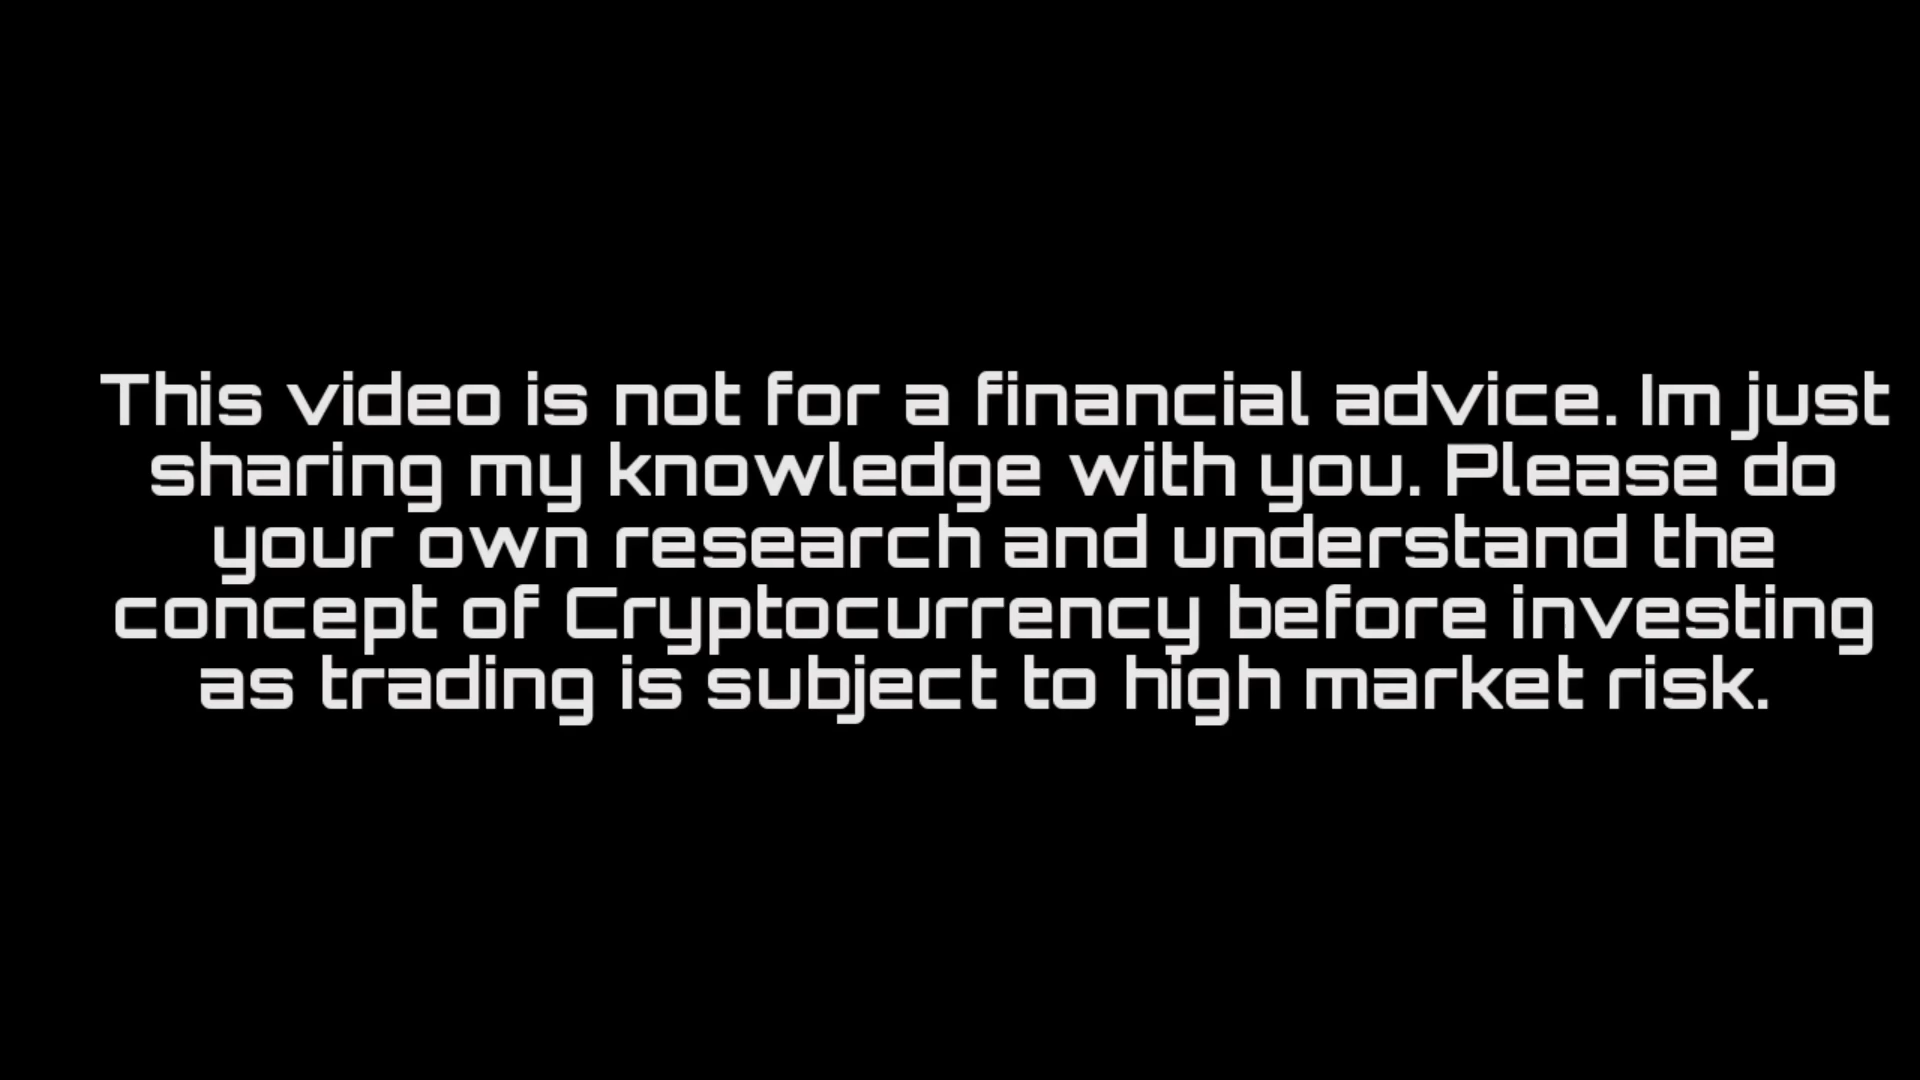 This video is not for a financial advice. Im just
sharing my knowledge with you. Please do
your own research and understand the
concept of Cryptocurrency before investing
as trading is subject to high market risk.